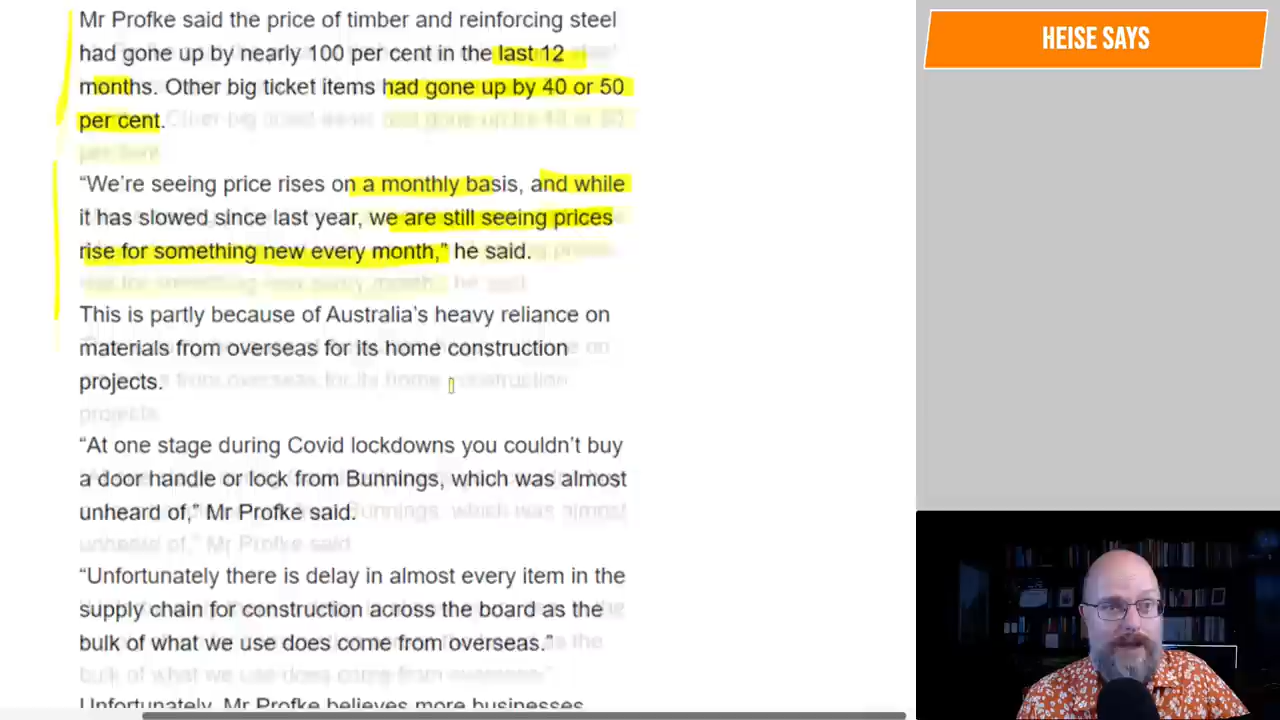 Mr Profke said the price of timber and reinforcing steel
had gone up by nearly 100 per cent in the last 12
months. Other big ticket items had gone up by 40 or 50
per cent.
“We’re seeing price rises on a monthly basis, and while
it has slowed since last year, we are still seeing prices
rise for something new every month,” he said.
This is partly because of Australia’s heavy reliance on
materials from overseas for its home construction
projects.
“At one stage during Covid lockdowns you couldn’t buy
a door handle or lock from Bunnings, which was almost
unheard of,” Mr Profke said.
“Unfortunately there is delay in almost every item in the
supply chain for construction across the board as the
bulk of what we use does come from overseas.”
Unfortunately, Mr Profke believes more businesses
HEISE SAYS